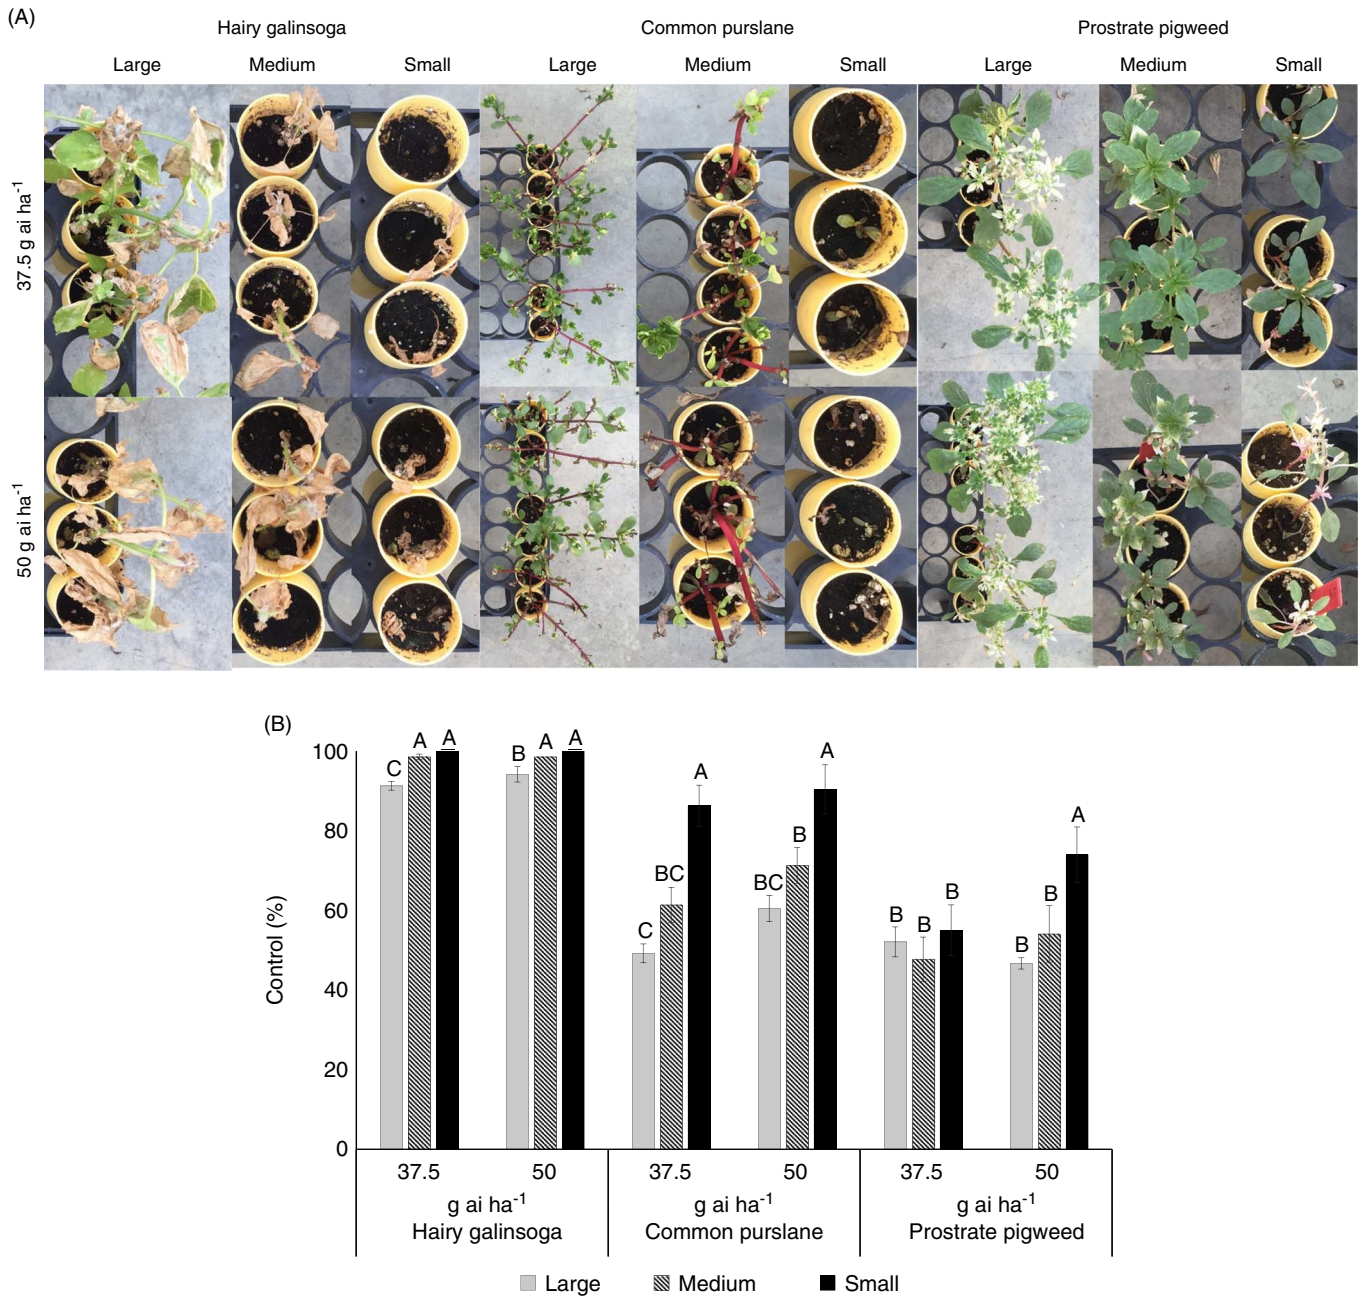 (A)
Hairy galinsoga Common purslane Prostrate pigweed
Large Medium Small Large Medium Small Large Medium Small
37.5 g ai ha⁻¹
50 g ai ha⁻¹
(B)
Control (%)
100
80
60
40
20
0
C A A B A A
C BC A BC B A
B B B B B A
37.5 50 37.5 50 37.5 50
g ai ha⁻¹ g ai ha⁻¹ g ai ha⁻¹
Hairy galinsoga Common purslane Prostrate pigweed
Large Medium Small